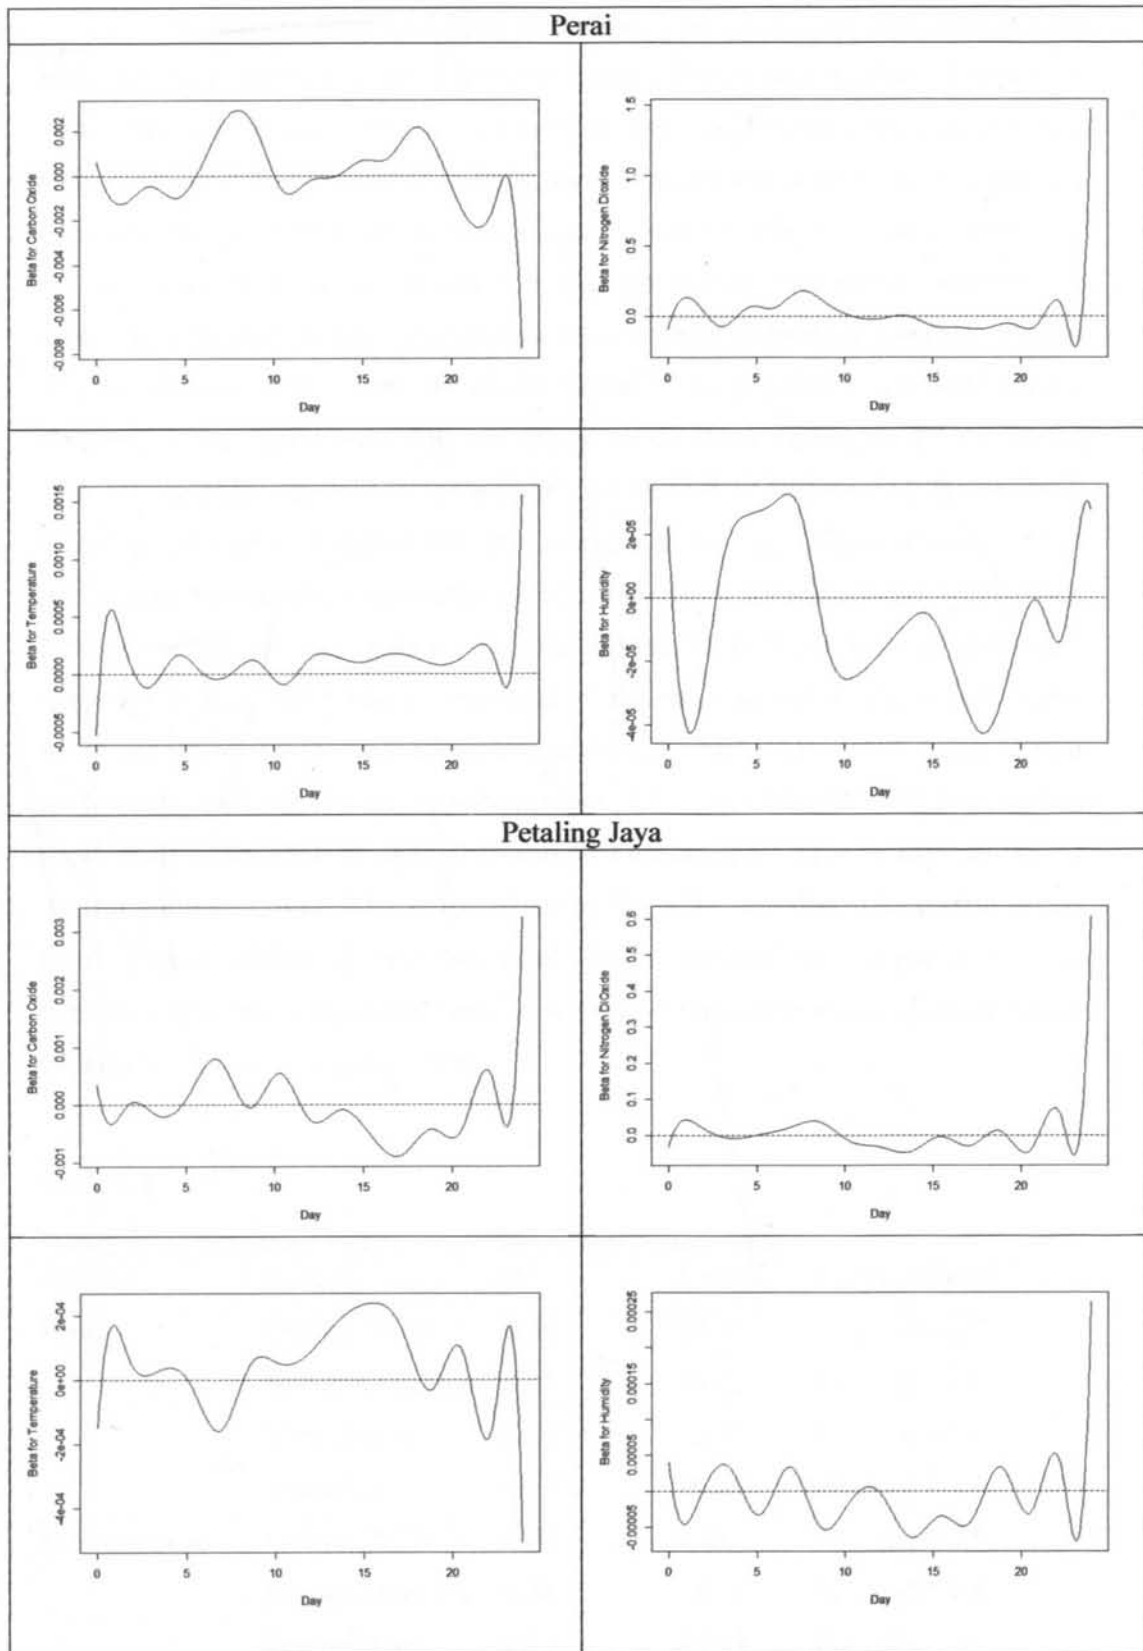 Perai
Beta for Carbon Oxide
0.002
0.000
-0.002
-0.004
-0.006
-0.008
0 5 10 15 20
Day
Beta for Nitrogen Dioxide
1.5
1.0
0.5
0.0
0 5 10 15 20
Day
Beta for Temperature
0.0015
0.0010
0.0005
0.0000
-0.0005
0 5 10 15 20
Day
Beta for Humidity
2e-05
0e+00
-2e-05
-4e-05
0 5 10 15 20
Day
Petaling Jaya
Beta for Carbon Oxide
0.003
0.002
0.001
0.000
-0.001
0 5 10 15 20
Day
Beta for Nitrogen DiOxide
0.6
0.5
0.4
0.3
0.2
0.1
0.0
0 5 10 15 20
Day
Beta for Temperature
2e-04
0e+00
-2e-04
-4e-04
0 5 10 15 20
Day
Beta for Humidity
0.00025
0.00015
0.00005
-0.00005
0 5 10 15 20
Day